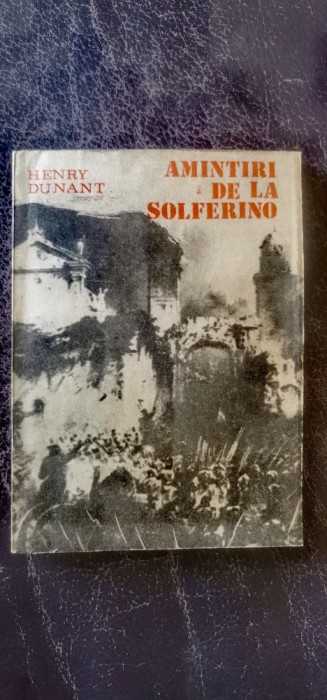 HENRY
DUNANT
AMINTIRI
DE LA
SOLFERINO